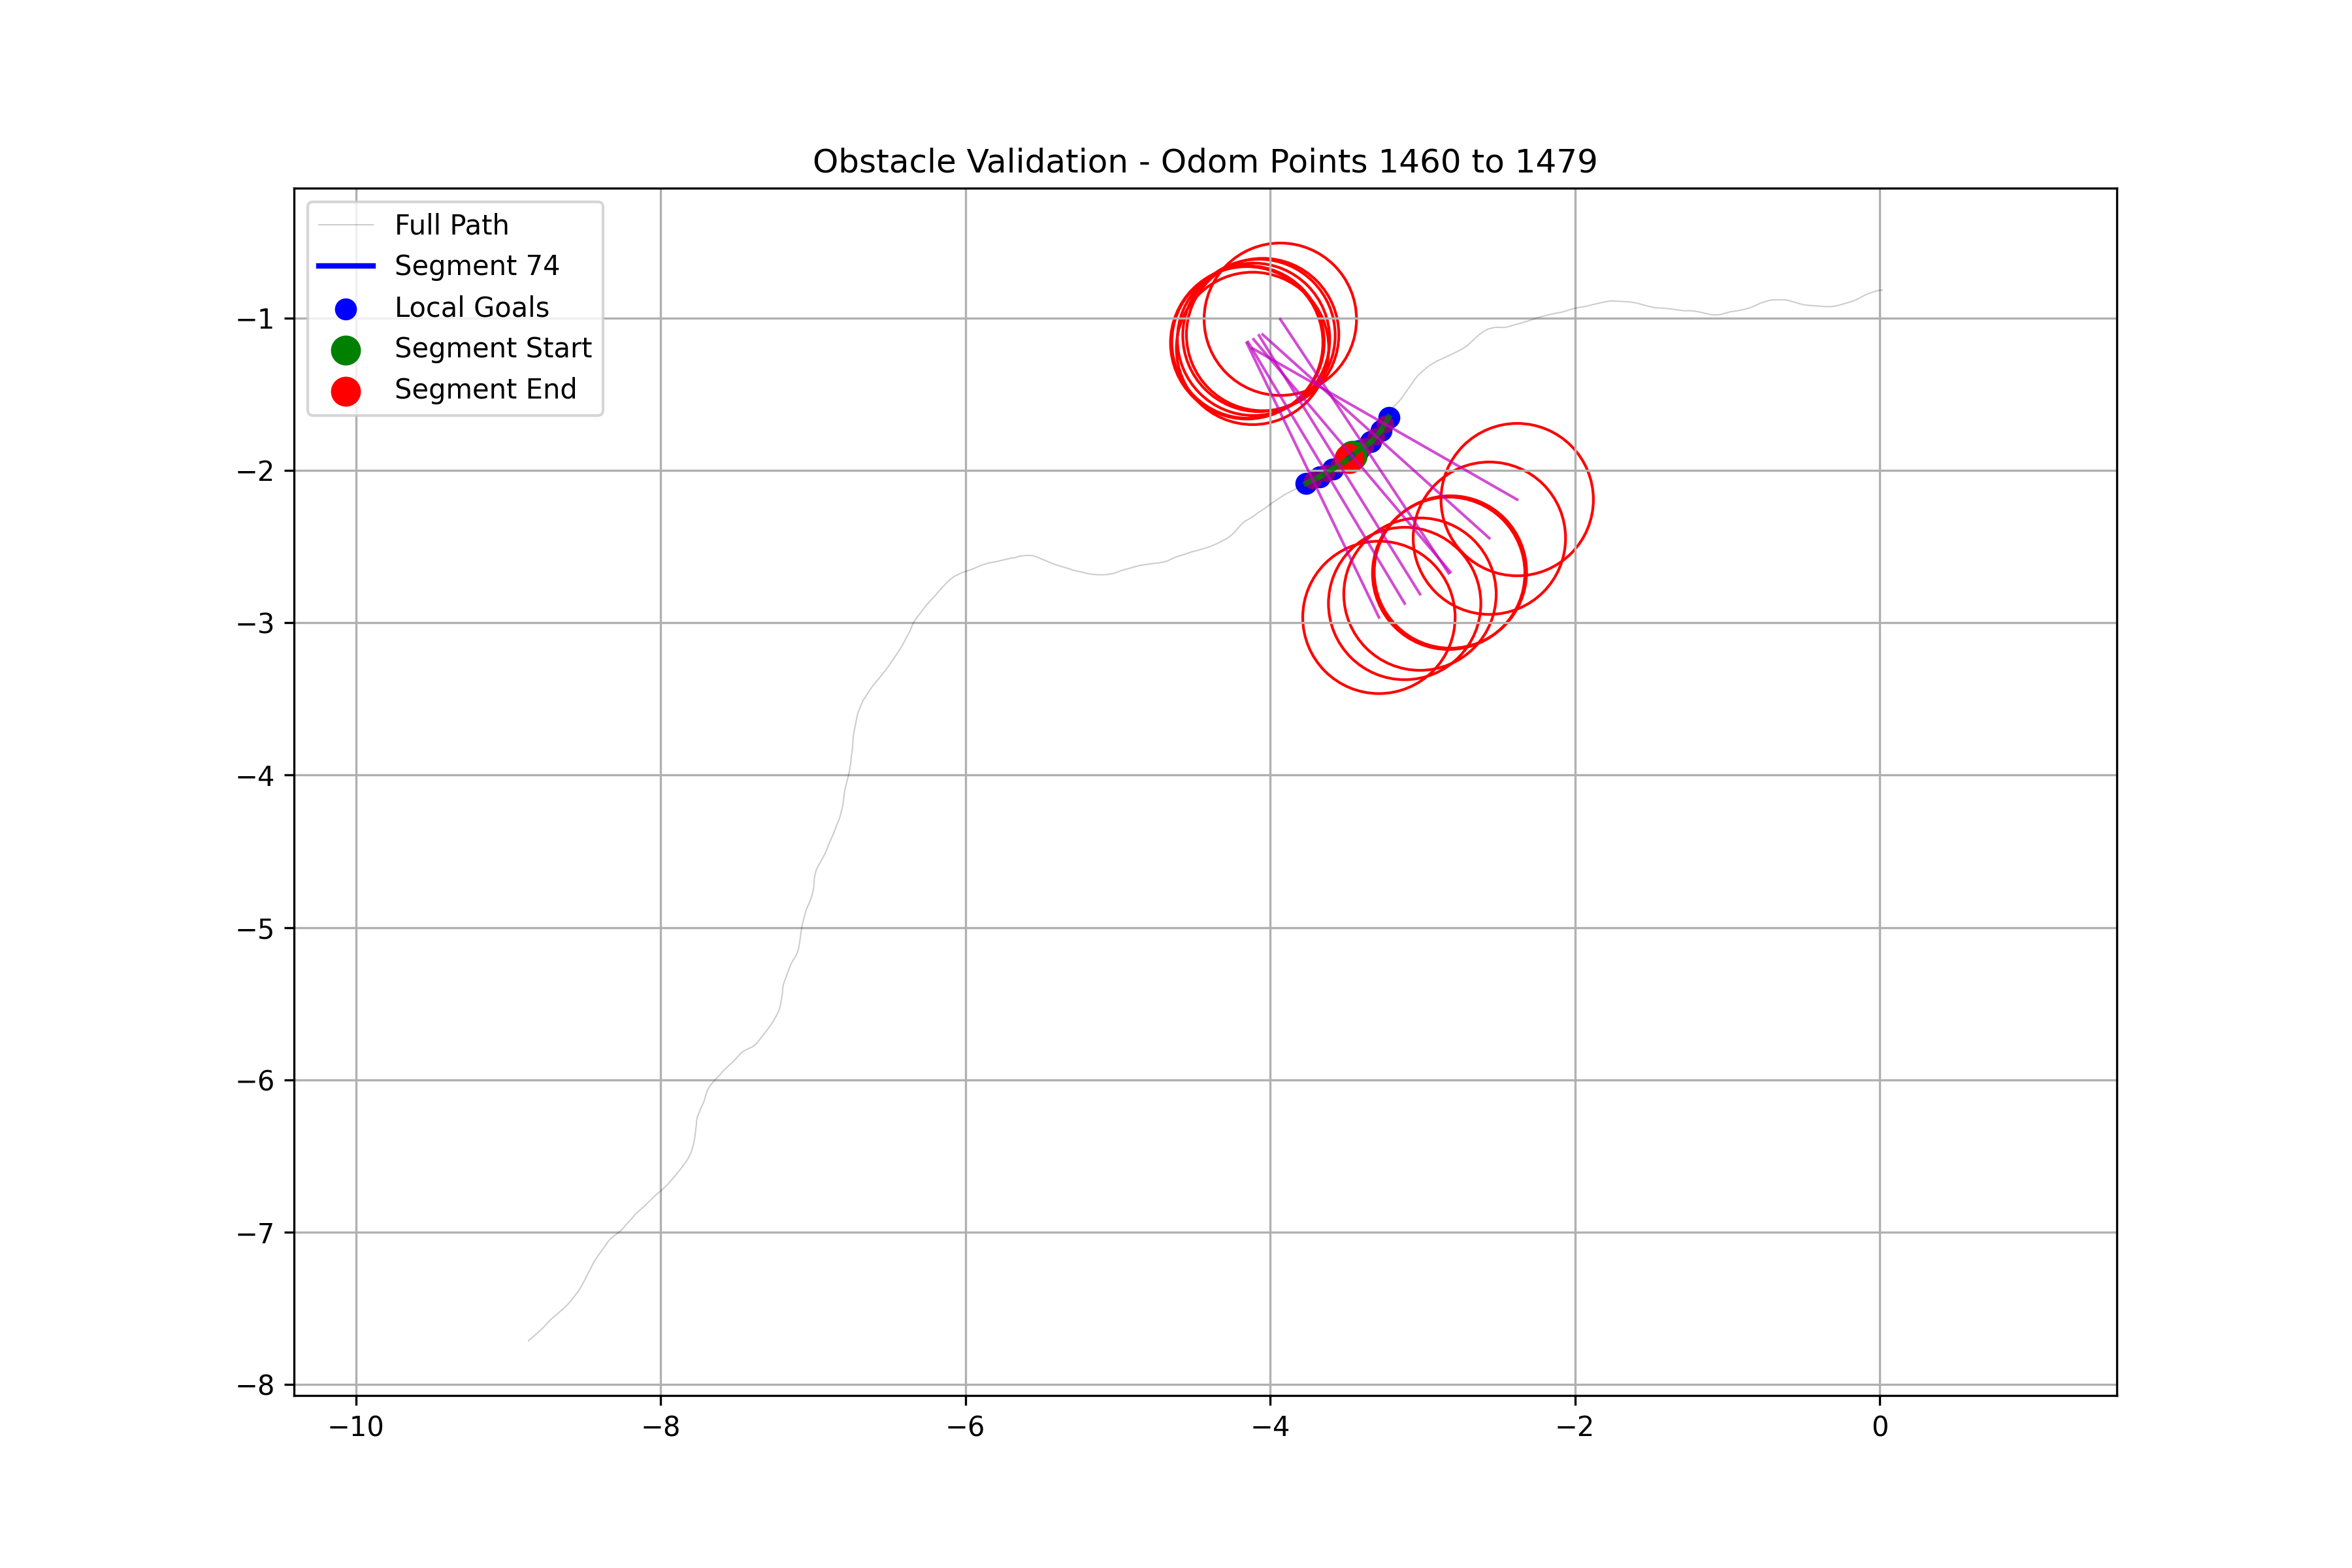 Obstacle Validation - Odom Points 1460 to 1479
Full Path
Segment 74
Local Goals
Segment Start
Segment End
−1
−2
−3
−4
−5
−6
−7
−8
−10
−8
−6
−4
−2
0